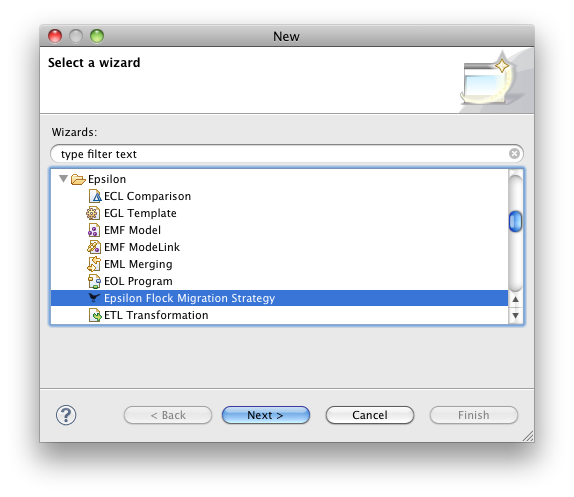 New
Select a wizard
Wizards:
type filter text
Epsilon
ECL Comparison
EGL Template
EMF Model
EMF ModeLink
EML Merging
EOL Program
Epsilon Flock Migration Strategy
ETL Transformation
?
< Back
Next >
Cancel
Finish